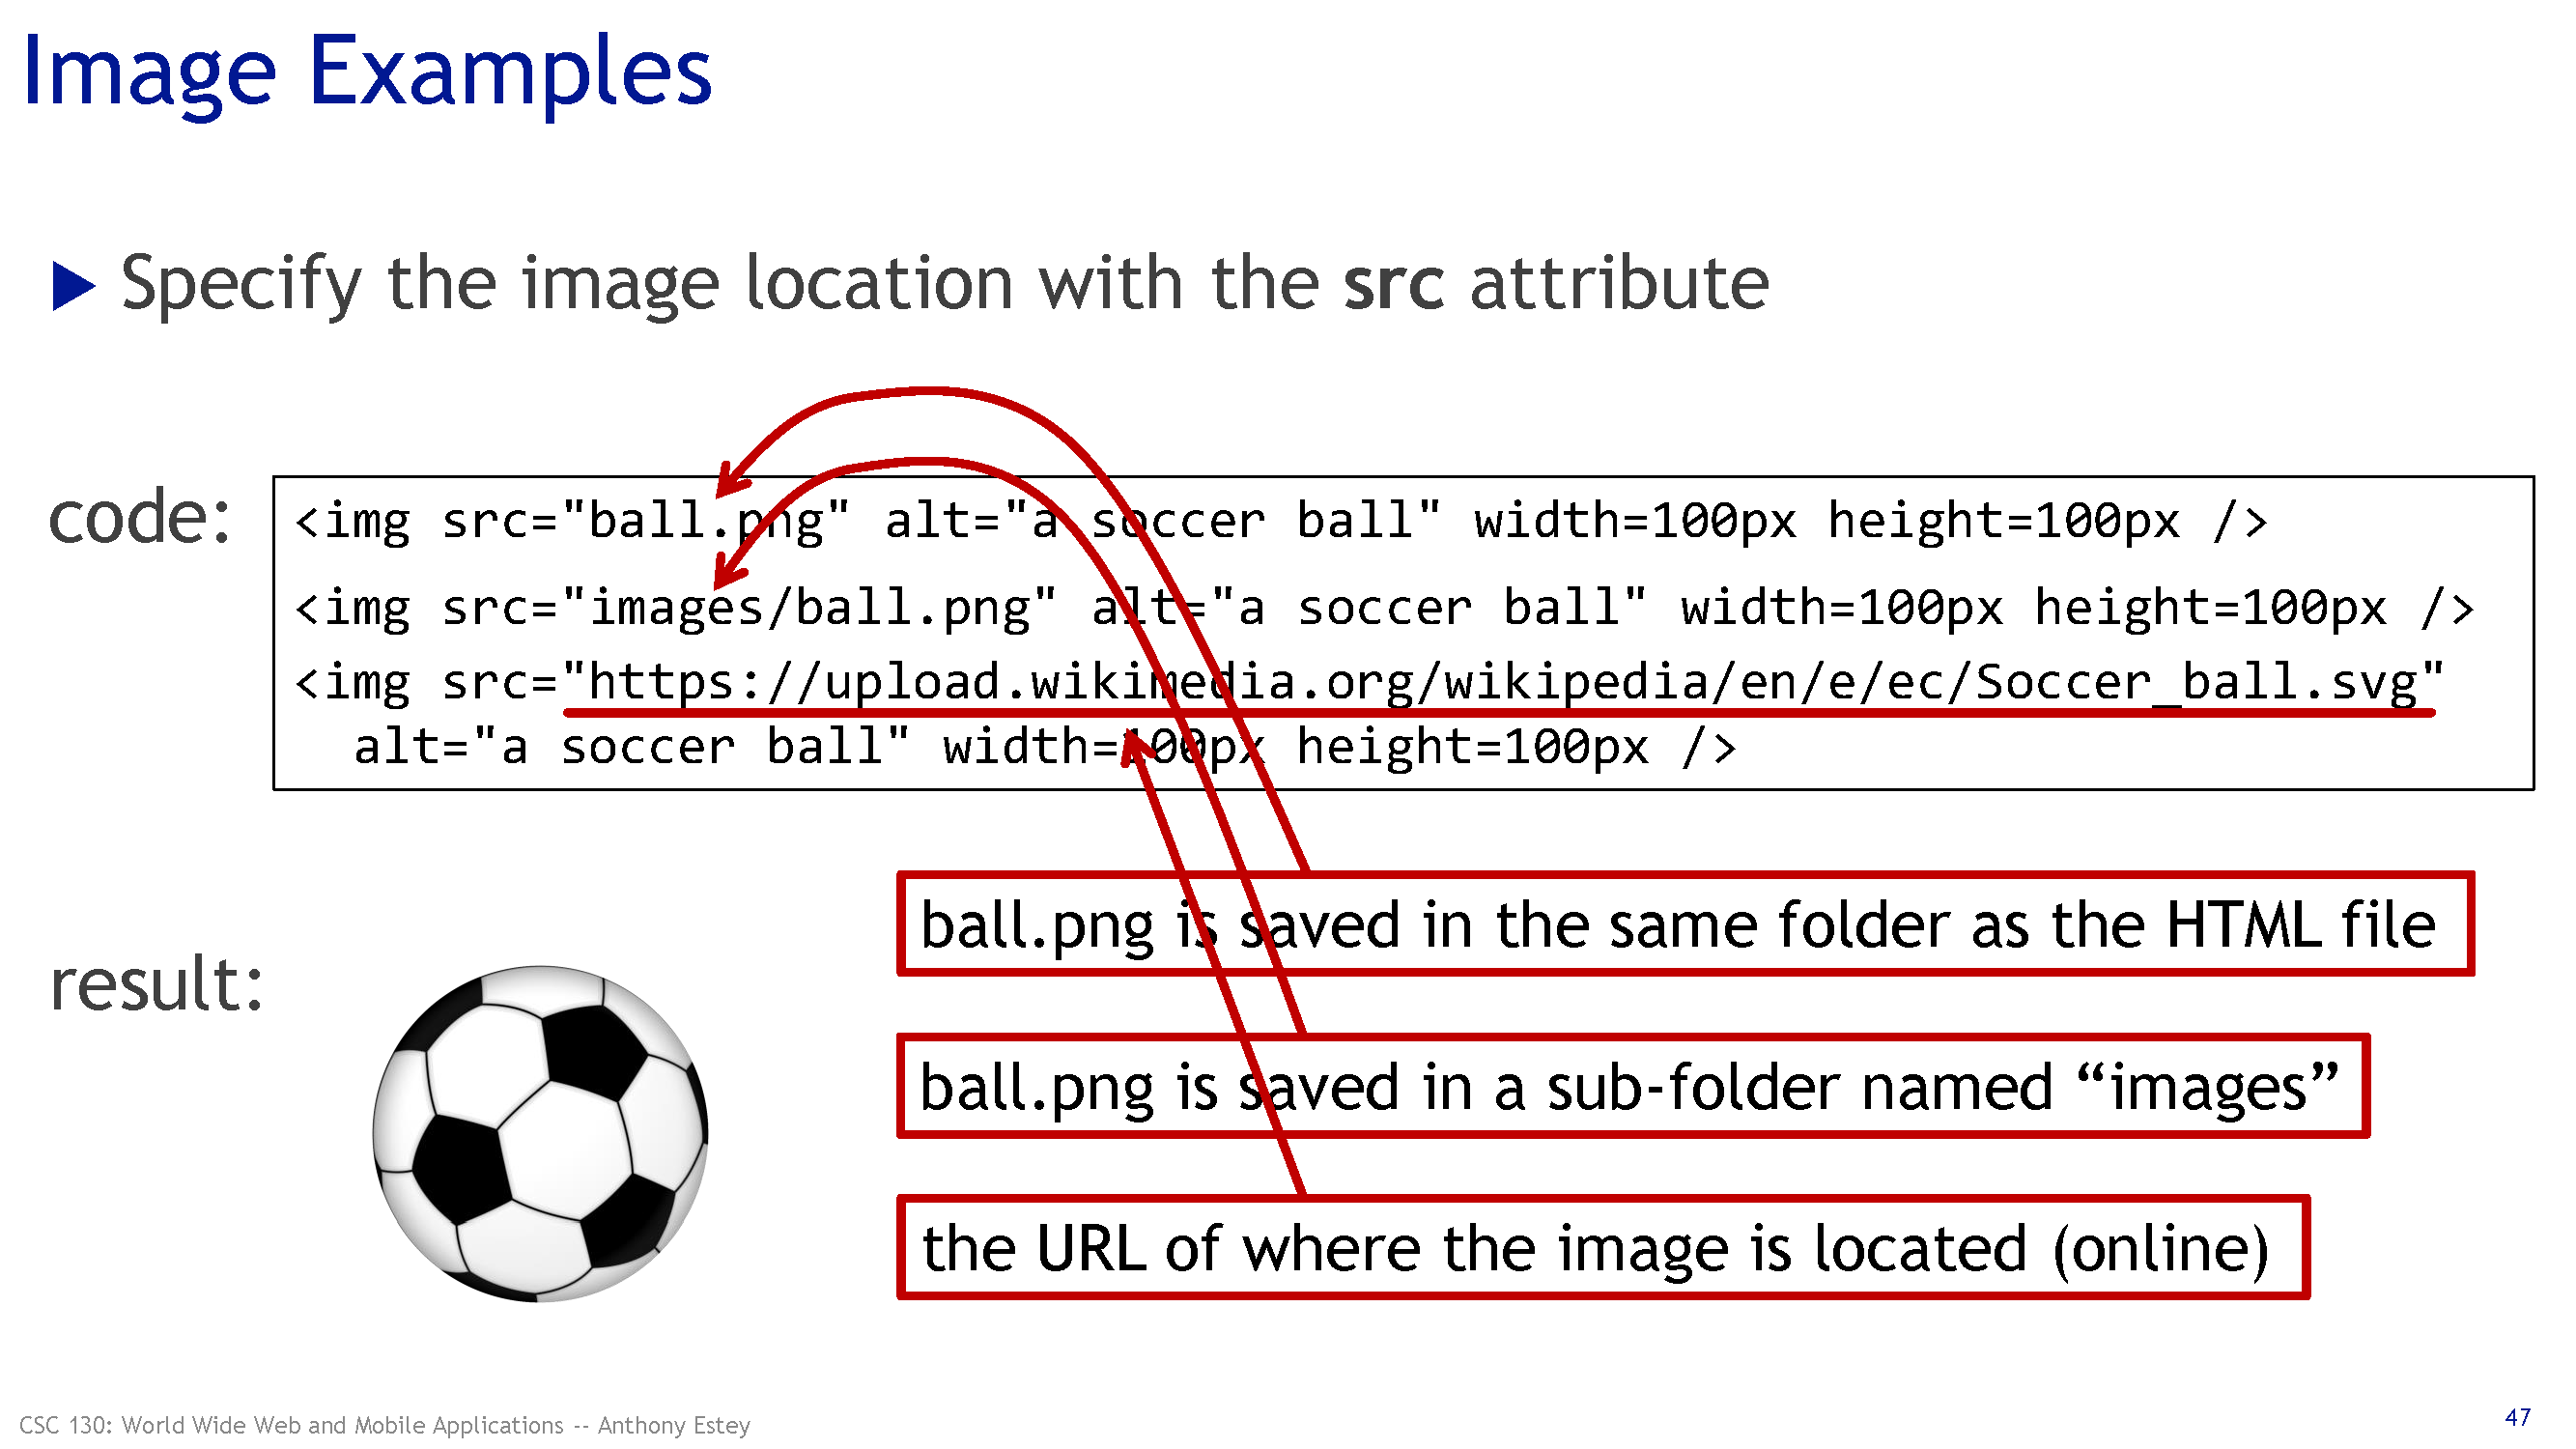 Image Examples
Specify the image location with the src attribute
code:
<img src="ball.png" alt="a soccer ball" width=100px height=100px />
<img src="images/ball.png" alt="a soccer ball" width=100px height=100px />
<img src="https://upload.wikimedia.org/wikipedia/en/e/ec/Soccer_ball.svg"
alt="a soccer ball" width=100px height=100px />
ball.png is saved in the same folder as the HTML file
result:
ball.png is saved in a sub-folder named “images”
the URL of where the image is located (online)
CSC 130: World Wide Web and Mobile Applications -- Anthony Estey
47